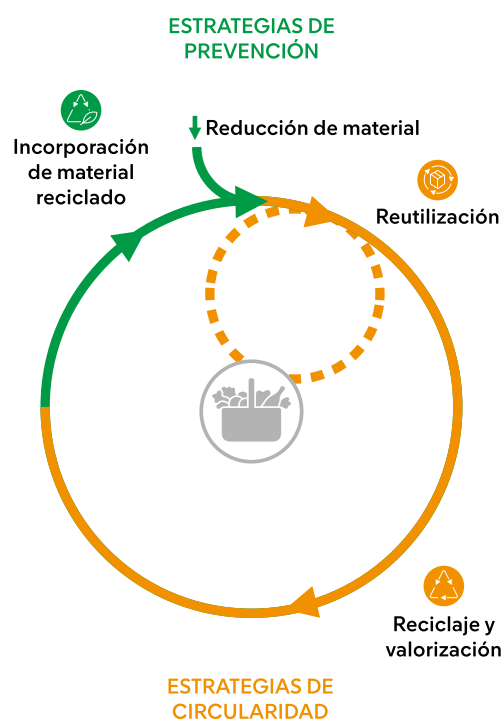 ESTRATEGIAS DE
PREVENCIÓN
Incorporación
de material
reciclado
Reducción de material
Reutilización
Reciclaje y
valorización
ESTRATEGIAS DE
CIRCULARIDAD